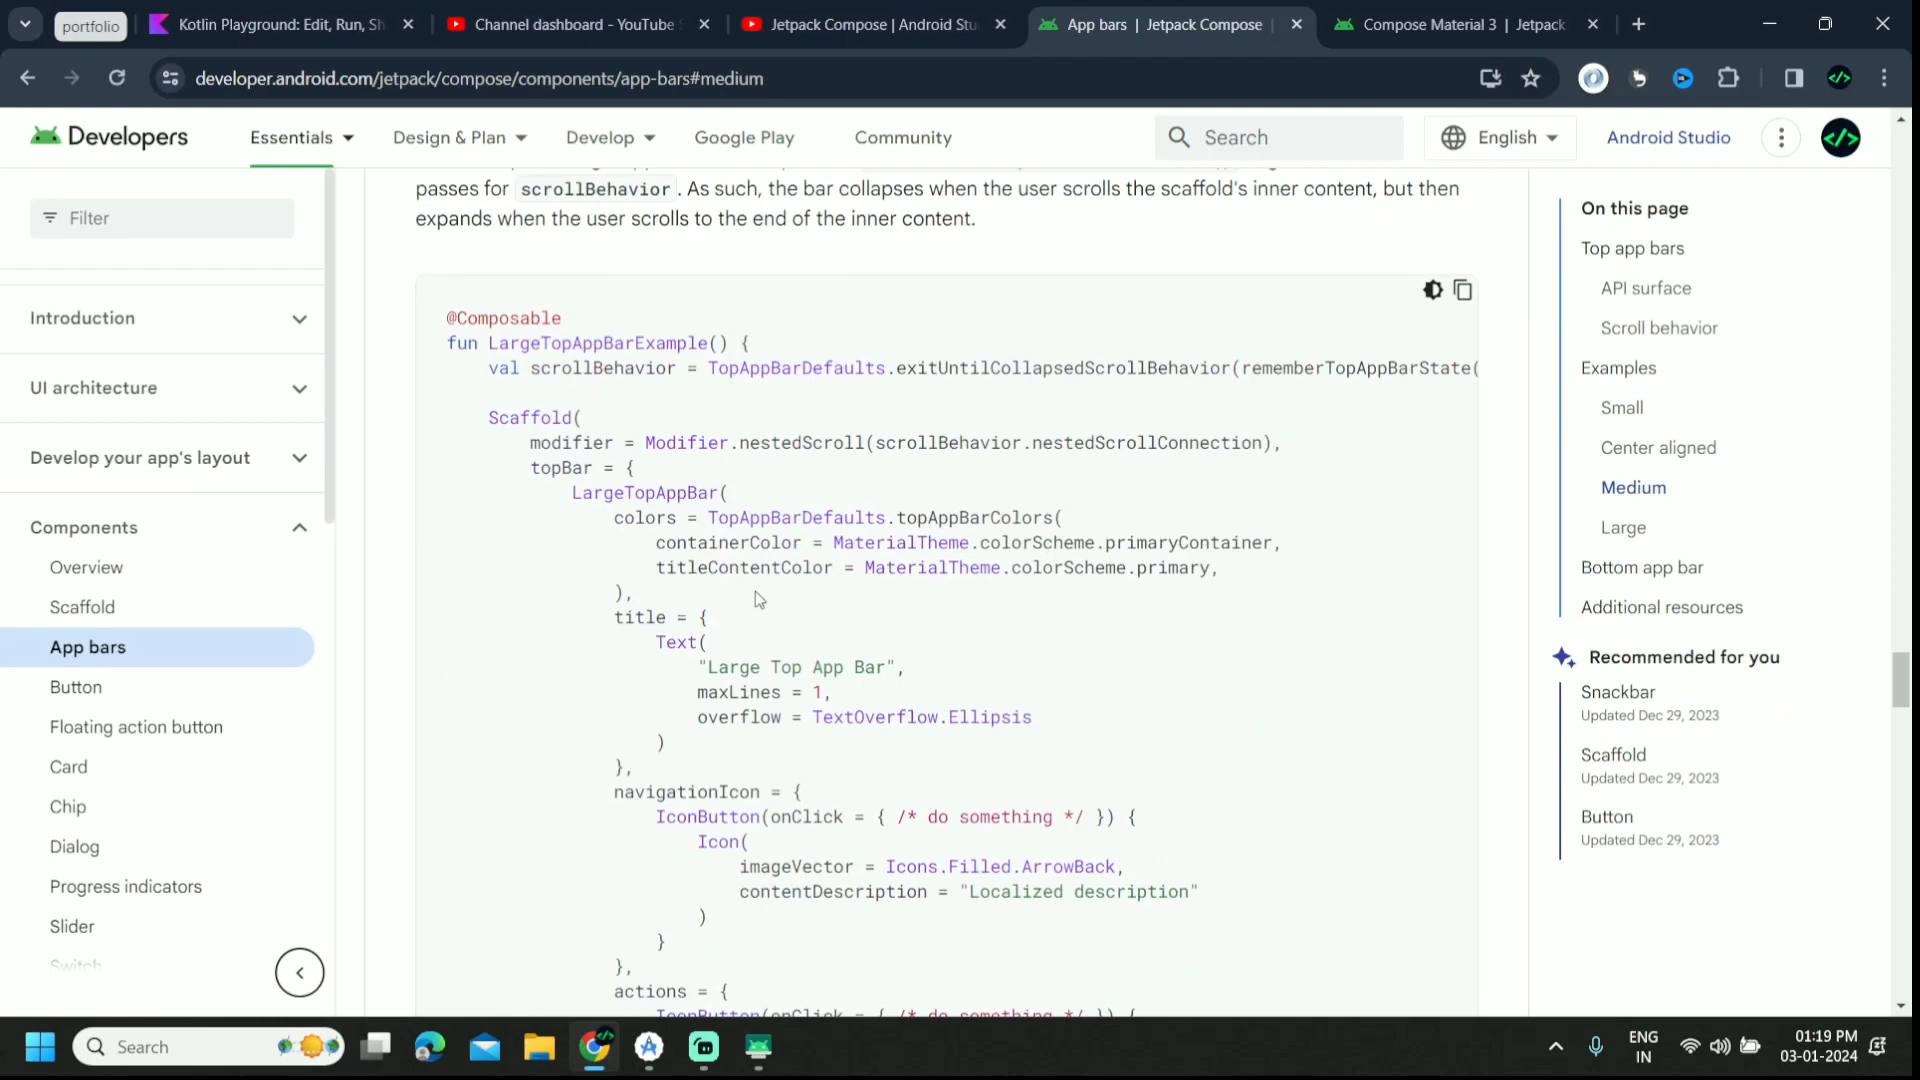 portfolio
Kotlin Playground: Edit, Run, Sh
Channel dashboard - YouTube S
Jetpack Compose | Android Stu
App bars | Jetpack Compose
Compose Material 3 | Jetpack
developer.android.com/jetpack/compose/components/app-bars#medium
Developers
Essentials
Design & Plan
Develop
Google Play
Community
Search
English
Android Studio
Filter
Introduction
UI architecture
Develop your app's layout
Components
Overview
Scaffold
App bars
Button
Floating action button
Card
Chip
Dialog
Progress indicators
Slider
Switch
passes for scrollBehavior. As such, the bar collapses when the user scrolls the scaffold's inner content, but then
expands when the user scrolls to the end of the inner content.
@Composable
fun LargeTopAppBarExample() {
    val scrollBehavior = TopAppBarDefaults.exitUntilCollapsedScrollBehavior(rememberTopAppBarState(
    Scaffold(
        modifier = Modifier.nestedScroll(scrollBehavior.nestedScrollConnection),
        topBar = {
            LargeTopAppBar(
                colors = TopAppBarDefaults.topAppBarColors(
                    containerColor = MaterialTheme.colorScheme.primaryContainer,
                    titleContentColor = MaterialTheme.colorScheme.primary,
                ),
                title = {
                    Text(
                        "Large Top App Bar",
                        maxLines = 1,
                        overflow = TextOverflow.Ellipsis
                    )
                },
                navigationIcon = {
                    IconButton(onClick = { /* do something */ }) {
                        Icon(
                            imageVector = Icons.Filled.ArrowBack,
                            contentDescription = "Localized description"
                        )
                    }
                },
                actions = {
                    IconButton(onClick = { /* do something */ }) {
On this page
Top app bars
API surface
Scroll behavior
Examples
Small
Center aligned
Medium
Large
Bottom app bar
Additional resources
Recommended for you
Snackbar
Updated Dec 29, 2023
Scaffold
Updated Dec 29, 2023
Button
Updated Dec 29, 2023
Search
ENG
IN
01:19 PM
03-01-2024